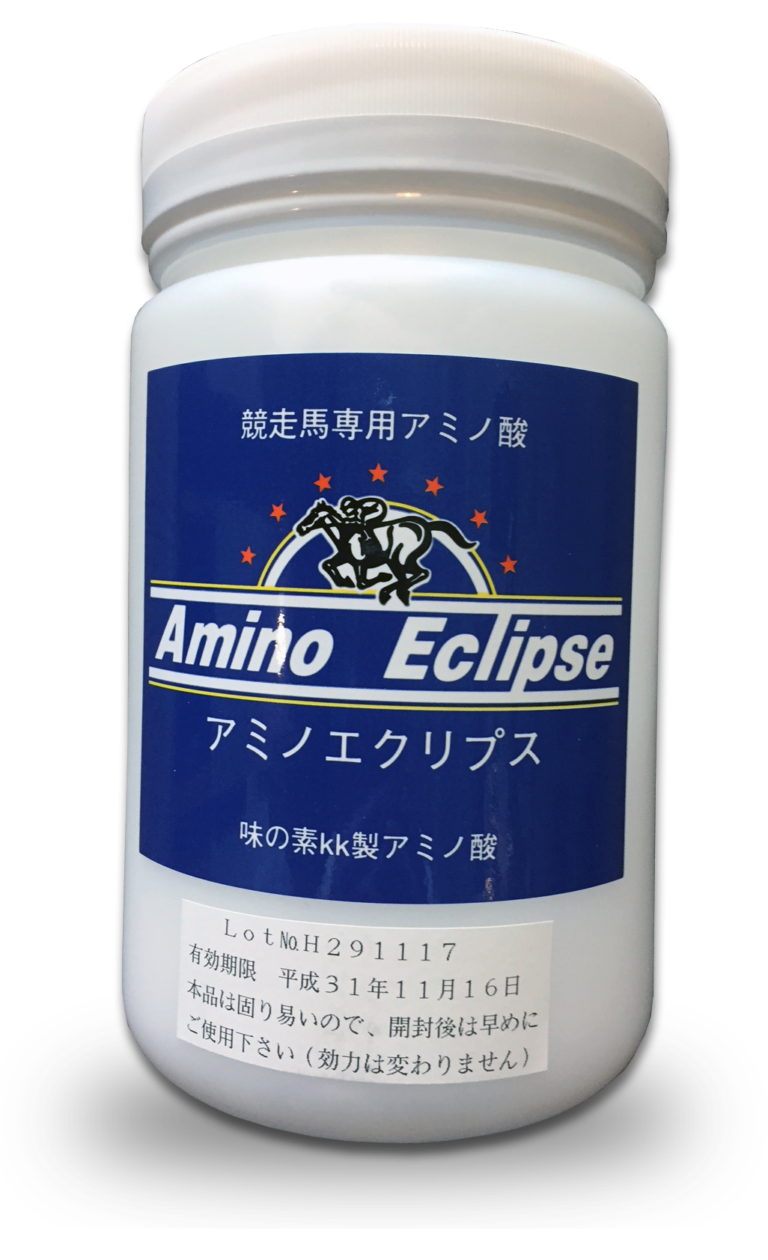 競走馬専用アミノ酸
Amino Eclipse
アミノエクリプス
味の素kk製アミノ酸
Lot№H291117
有効期限 平成31年11月16日
本品は固り易いので、開封後は早めに
ご使用下さい(効力は変わりません)